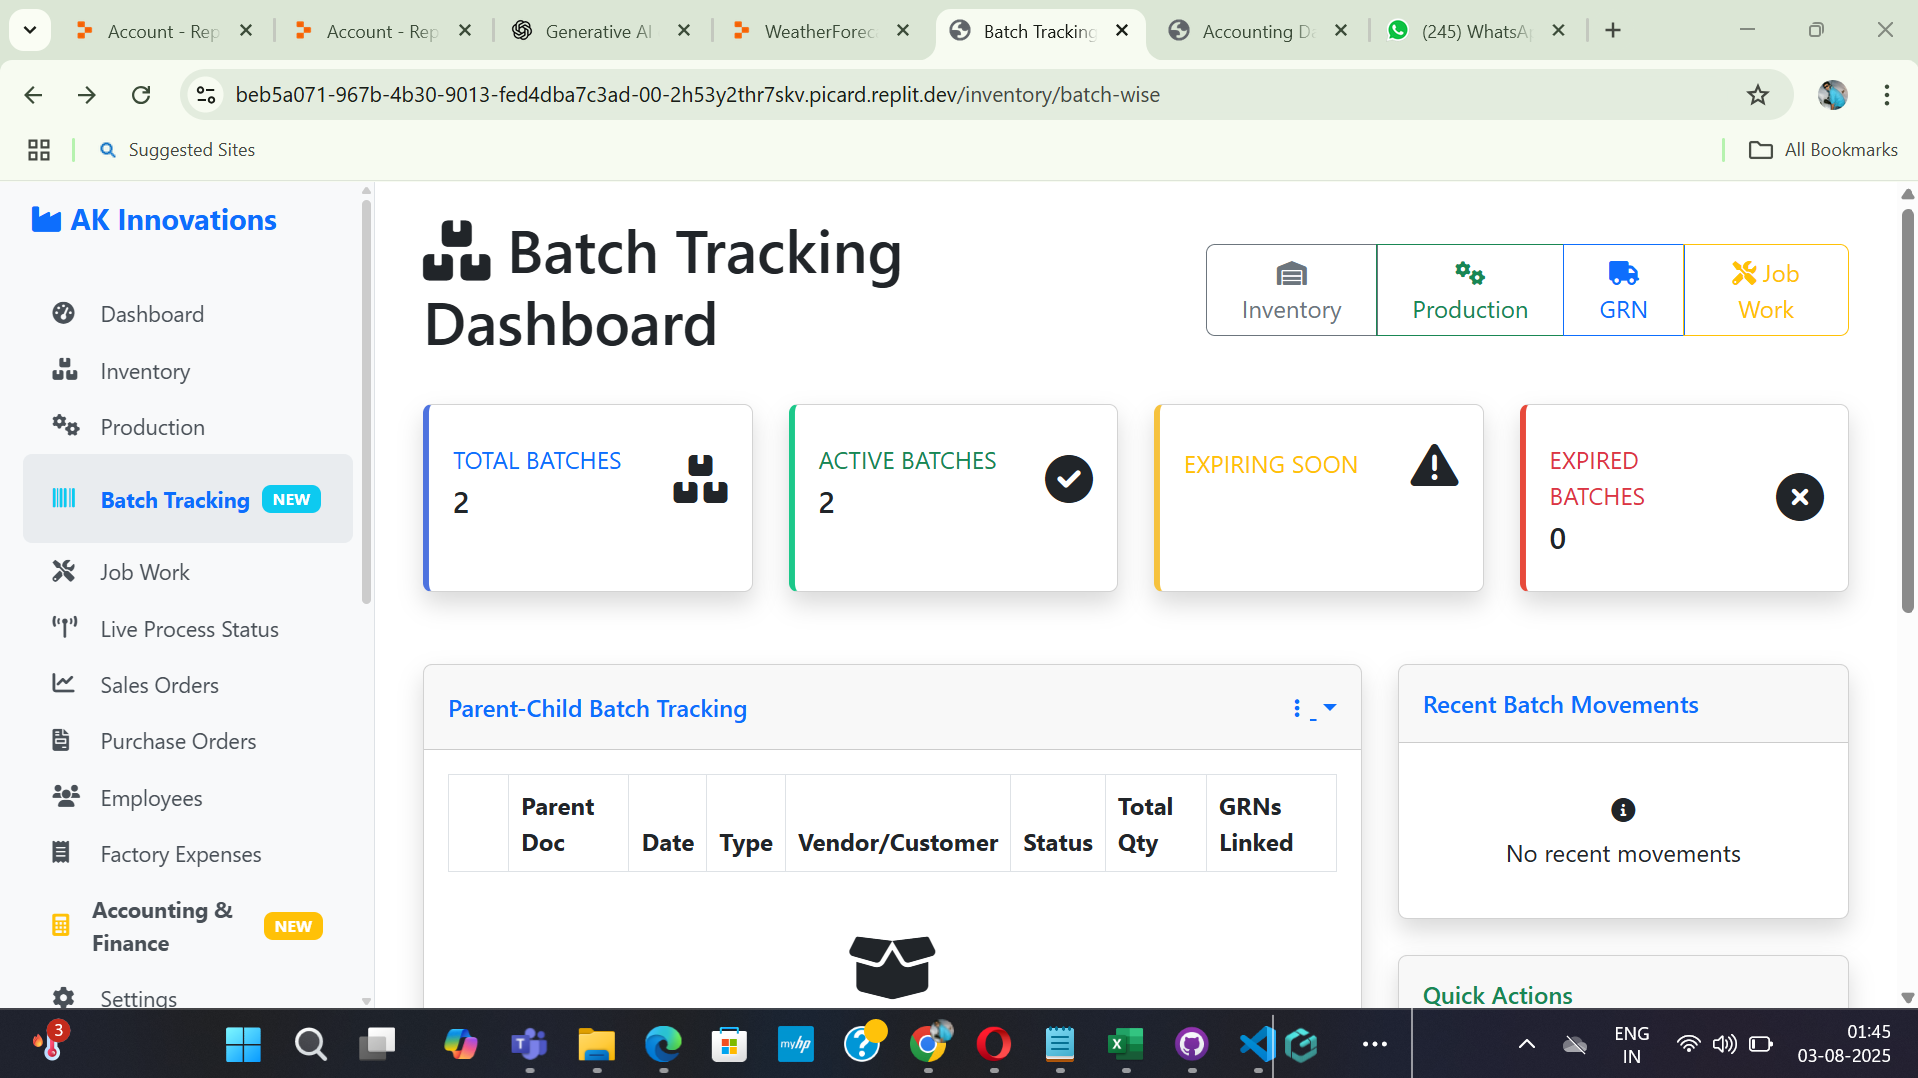 Account - Rep
Account - Rep
Generative AI
WeatherForec
Batch Tracking
Accounting Da
(245) WhatsAp
beb5a071-967b-4b30-9013-fed4dba7c3ad-00-2h53y2thr7skv.picard.replit.dev/inventory/batch-wise
Suggested Sites
All Bookmarks
AK Innovations
Dashboard
Inventory
Production
Batch Tracking NEW
Job Work
Live Process Status
Sales Orders
Purchase Orders
Employees
Factory Expenses
Accounting &
Finance
NEW
Settings
Batch Tracking
Dashboard
Inventory
Production
GRN
Job
Work
TOTAL BATCHES
2
ACTIVE BATCHES
2
EXPIRING SOON
EXPIRED
BATCHES
0
Parent-Child Batch Tracking
Parent
Doc
Date
Type
Vendor/Customer
Status
Total
Qty
GRNs
Linked
Recent Batch Movements
No recent movements
Quick Actions
3
myhp
ENG
IN
01:45
03-08-2025